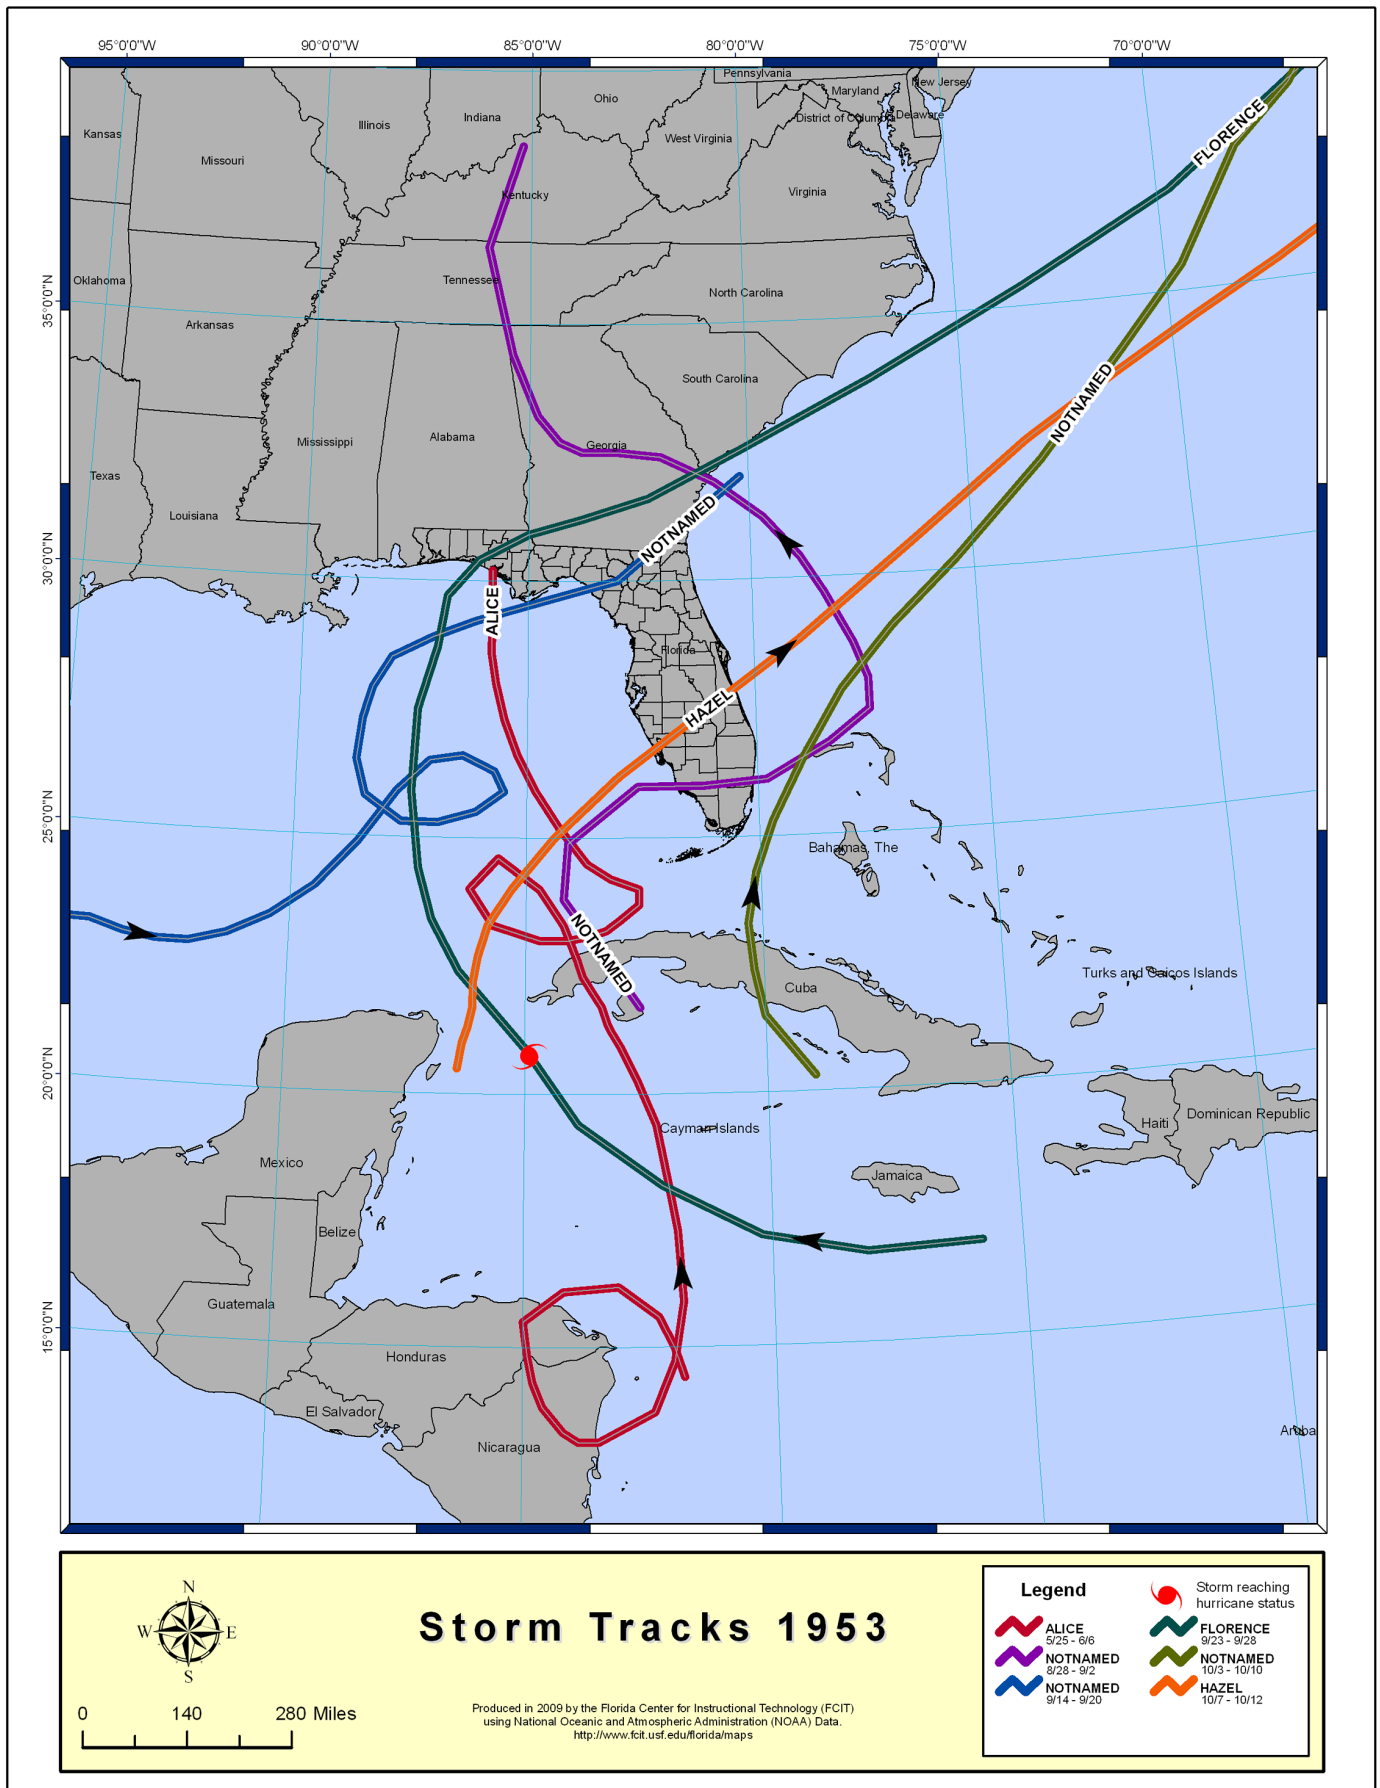 95°0'0"W 90°0'0"W 85°0'0"W 80°0'0"W 75°0'0"W 70°0'0"W
Pennsylvania
New Jersey
Maryland
Ohio
Indiana
Illinois
Kansas
District of Columbia
Delaware
West Virginia
Missouri
FLORENCE
Kentucky
Virginia
Oklahoma
Tennessee
North Carolina
35°0'0"N
Arkansas
South Carolina
NOTNAMED
Mississippi
Alabama
Georgia
Texas
Louisiana
NOTNAMED
30°0'0"N
ALICE
Florida
HAZEL
25°0'0"N
Bahamas, The
NOTNAMED
Turks and Caicos Islands
Cuba
20°0'0"N
Cayman Islands
Haiti
Dominican Republic
Mexico
Jamaica
Belize
Guatemala
15°0'0"N
Honduras
El Salvador
Nicaragua
Aruba
N
W E
S
0 140 280 Miles
Storm Tracks 1953
Produced in 2009 by the Florida Center for Instructional Technology (FCIT)
using National Oceanic and Atmospheric Administration (NOAA) Data.
http://www.fcit.usf.edu/florida/maps
Legend
Storm reaching
hurricane status
ALICE
5/25 - 6/6
NOTNAMED
8/28 - 9/2
NOTNAMED
9/14 - 9/20
FLORENCE
9/23 - 9/28
NOTNAMED
10/3 - 10/10
HAZEL
10/7 - 10/12